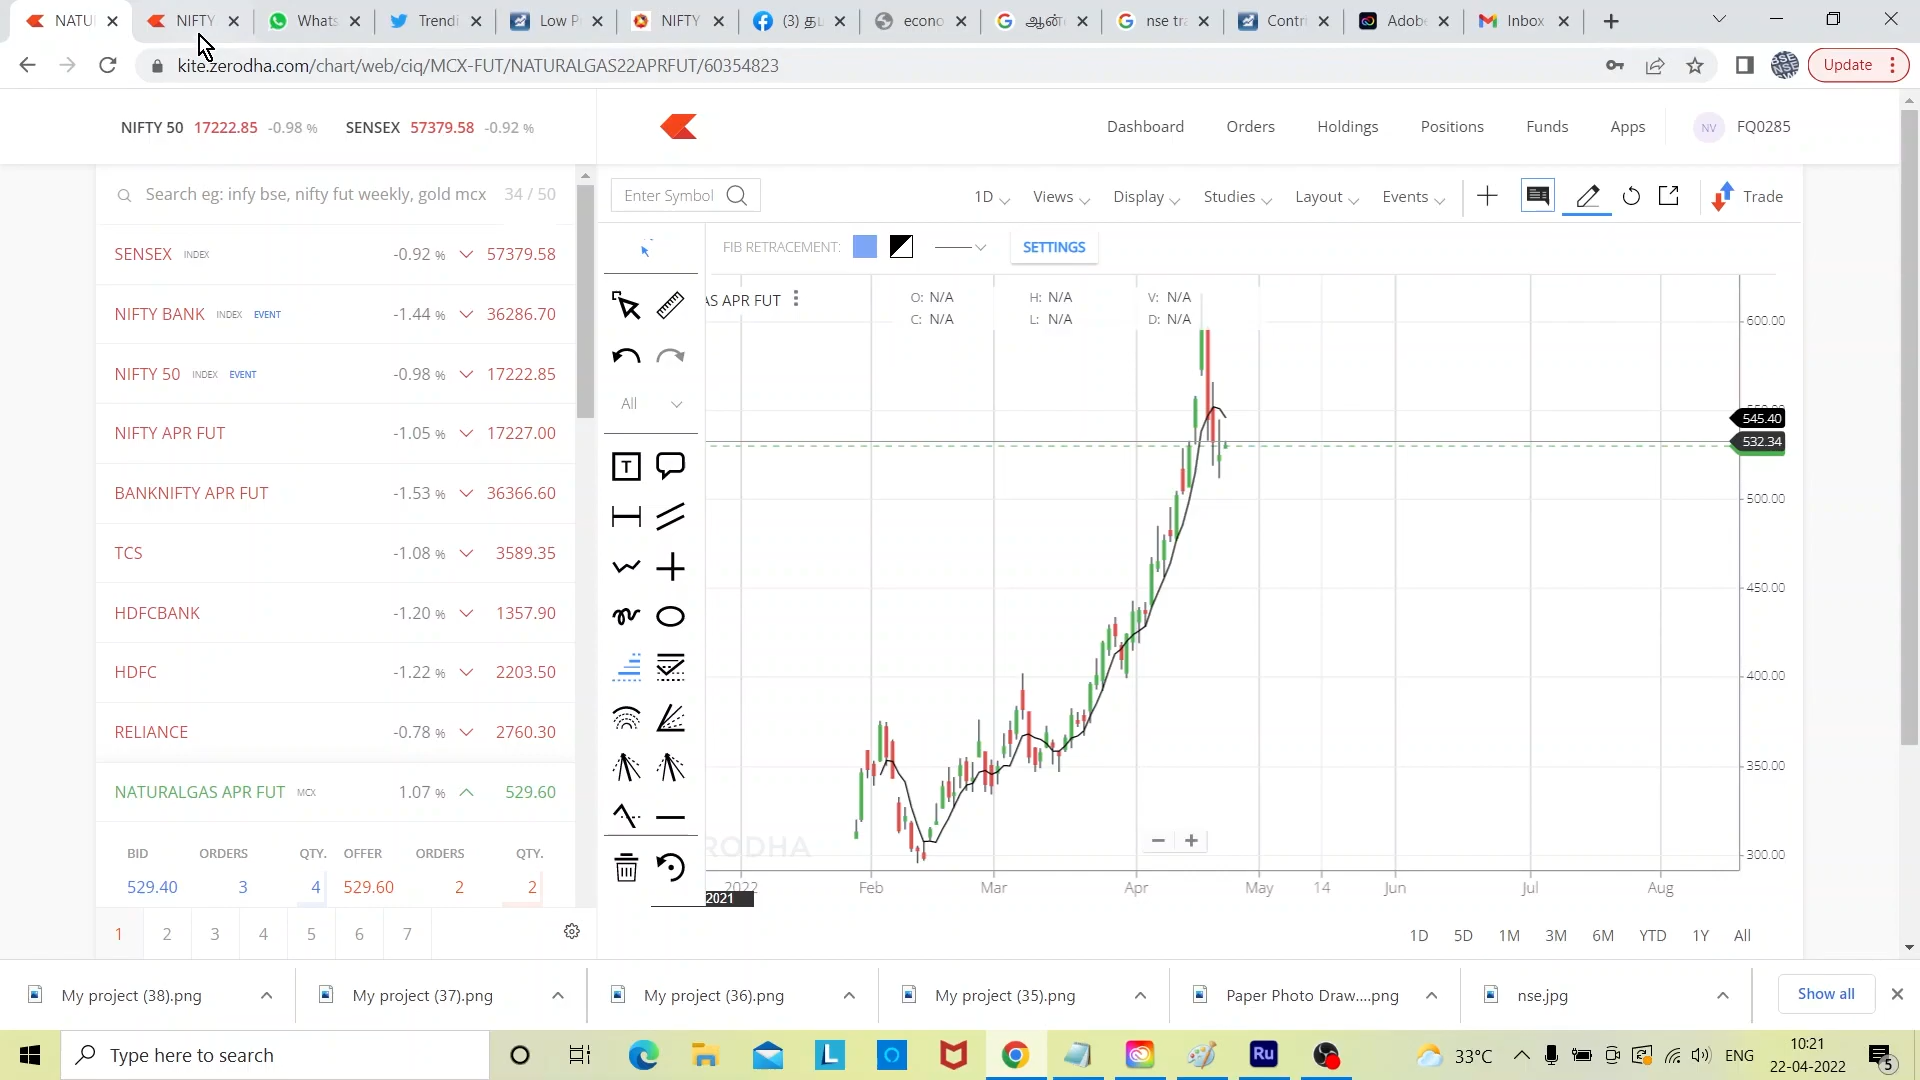 NATU
NIFTY
Whats
Trendi
Low P
NIFTY
(3) தட
econo
ஆன்
nse tra
Contri
Adob
Inbox
kite.zerodha.com/chart/web/ciq/MCX-FUT/NATURALGAS22APRFUT/60354823
Update
NIFTY 50 17222.85 -0.98 % SENSEX 57379.58 -0.92 %
Dashboard Orders Holdings Positions Funds Apps NV FQ0285
Search eg: infy bse, nifty fut weekly, gold mcx 34 / 50
Enter Symbol 1D Views Display Studies Layout Events Trade
FIB RETRACEMENT: SETTINGS
SENSEX INDEX -0.92 % 57379.58
NIFTY BANK INDEX EVENT -1.44 % 36286.70
NIFTY 50 INDEX EVENT -0.98 % 17222.85
NIFTY APR FUT -1.05 % 17227.00
BANKNIFTY APR FUT -1.53 % 36366.60
TCS -1.08 % 3589.35
HDFCBANK -1.20 % 1357.90
HDFC -1.22 % 2203.50
RELIANCE -0.78 % 2760.30
NATURALGAS APR FUT MCX 1.07 % 529.60
BID ORDERS QTY. OFFER ORDERS QTY.
529.40 3 4 529.60 2 2
1 2 3 4 5 6 7
All
T
AS APR FUT
O: N/A H: N/A V: N/A
C: N/A L: N/A D: N/A
600.00
545.40
532.34
500.00
450.00
400.00
350.00
300.00
RODHA
2022 Feb Mar Apr May 14 Jun Jul Aug
2021
1D 5D 1M 3M 6M YTD 1Y All
My project (38).png
My project (37).png
My project (36).png
My project (35).png
Paper Photo Draw....png
nse.jpg
Show all
Type here to search
L
Ru
33°C
ENG
10:21
22-04-2022
5